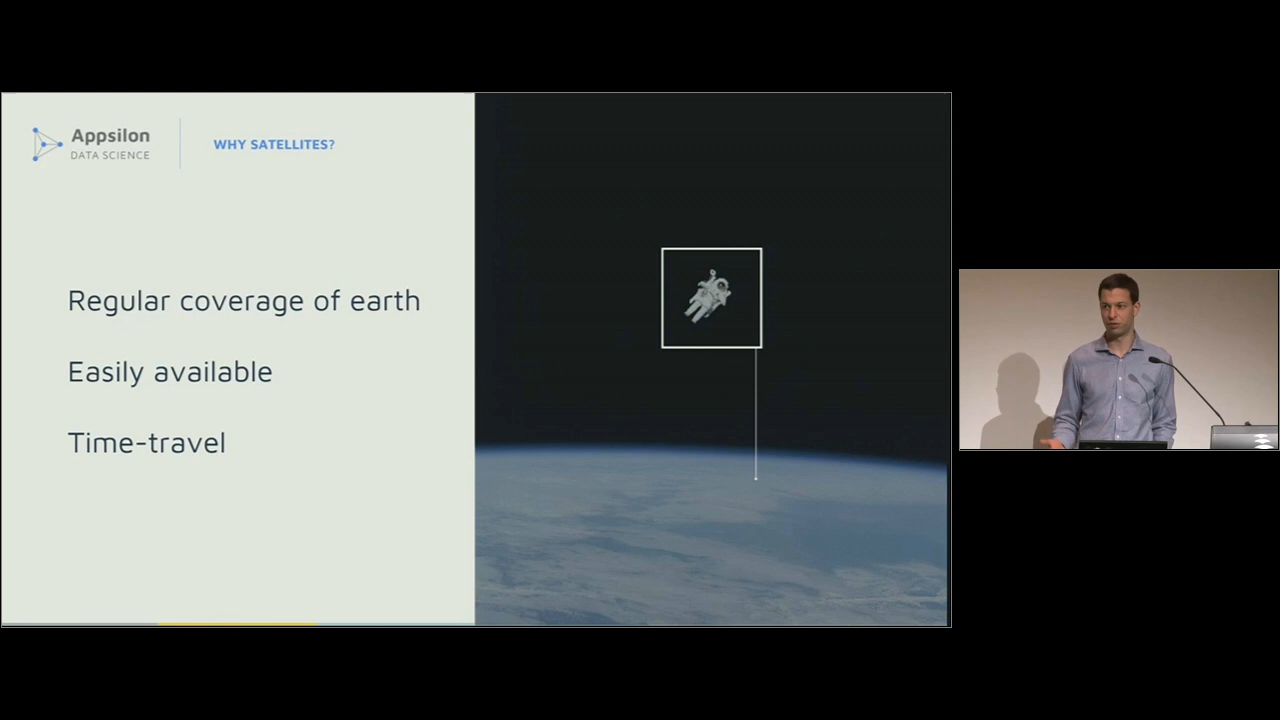 Appsilon
DATA SCIENCE
WHY SATELLITES?
Regular coverage of earth
Easily available
Time-travel